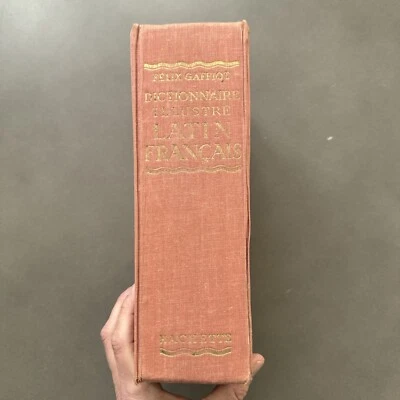 FÉLIX GAFFIOT
DICTIONNAIRE
ILLUSTRÉ
LATIN
FRANÇAIS
HACHETTE